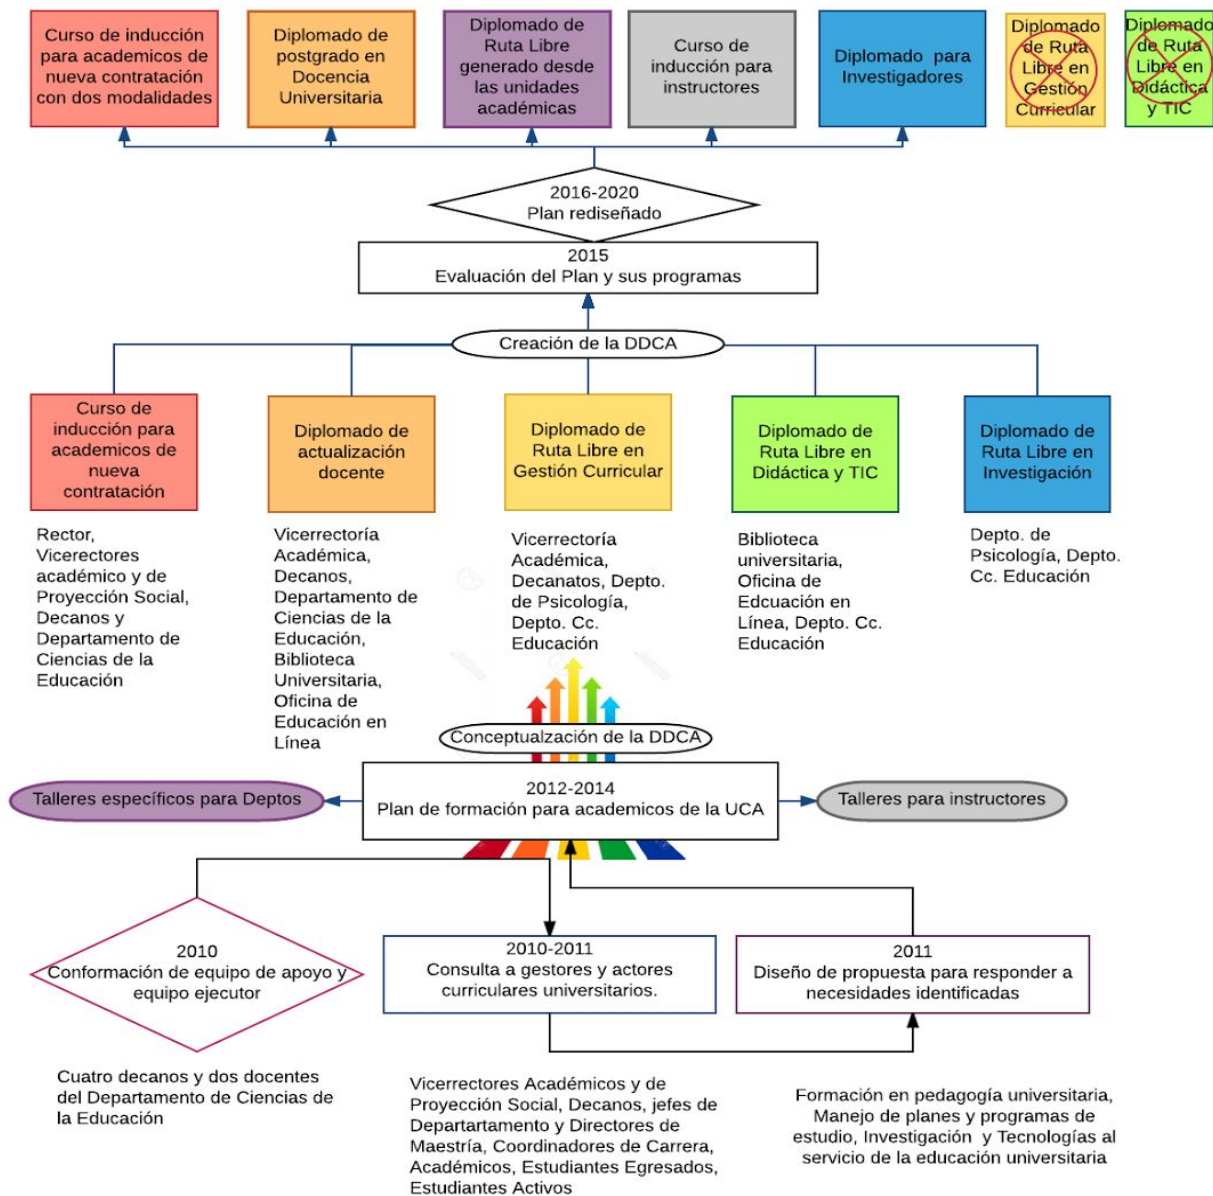 Curso de inducción
para academicos de
nueva contratación
con dos modalidades
Diplomado de
postgrado en
Docencia
Universitaria
Diplomado de
Ruta Libre
generado desde
las unidades
académicas
Curso de
inducción para
instructores
Diplomado para
Investigadores
Diplomado
de Ruta
Libre en
Gestión
Curricular
Diplomado
de Ruta
Libre en
Didáctica
y TIC
2016-2020
Plan rediseñado
2015
Evaluación del Plan y sus programas
Creación de la DDCA
Curso de
inducción para
academicos de
nueva
contratación
Diplomado de
actualización
docente
Diplomado de
Ruta Libre en
Gestión Curricular
Diplomado de
Ruta Libre en
Didáctica y TIC
Diplomado de
Ruta Libre en
Investigación
Rector,
Vicerectores
académico y de
Proyección Social,
Decanos y
Departamento de
Ciencias de la
Educación
Vicerrectoría
Académica,
Decanos,
Departamento de
Ciencias de la
Educación,
Biblioteca
Universitaria,
Oficina de
Educación en
Línea
Vicerrectoría
Académica,
Decanatos, Depto.
de Psicología,
Depto. Cc.
Educación
Biblioteca
universitaria,
Oficina de
Edcuación en
Línea, Depto. Cc.
Educación
Depto. de
Psicología, Depto.
Cc. Educación
Conceptualzación de la DDCA
Talleres específicos para Deptos
2012-2014
Plan de formación para academicos de la UCA
Talleres para instructores
2010
Conformación de equipo de apoyo y
equipo ejecutor
2010-2011
Consulta a gestores y actores
curriculares universitarios.
2011
Diseño de propuesta para responder a
necesidades identificadas
Cuatro decanos y dos docentes
del Departamento de Ciencias de
la Educación
Vicerrectores Académicos y de
Proyección Social, Decanos, jefes de
Departartamento y Directores de
Maestría, Coordinadores de Carrera,
Académicos, Estudiantes Egresados,
Estudiantes Activos
Formación en pedagogía universitaria,
Manejo de planes y programas de
estudio, Investigación y Tecnologías al
servicio de la educación universitaria